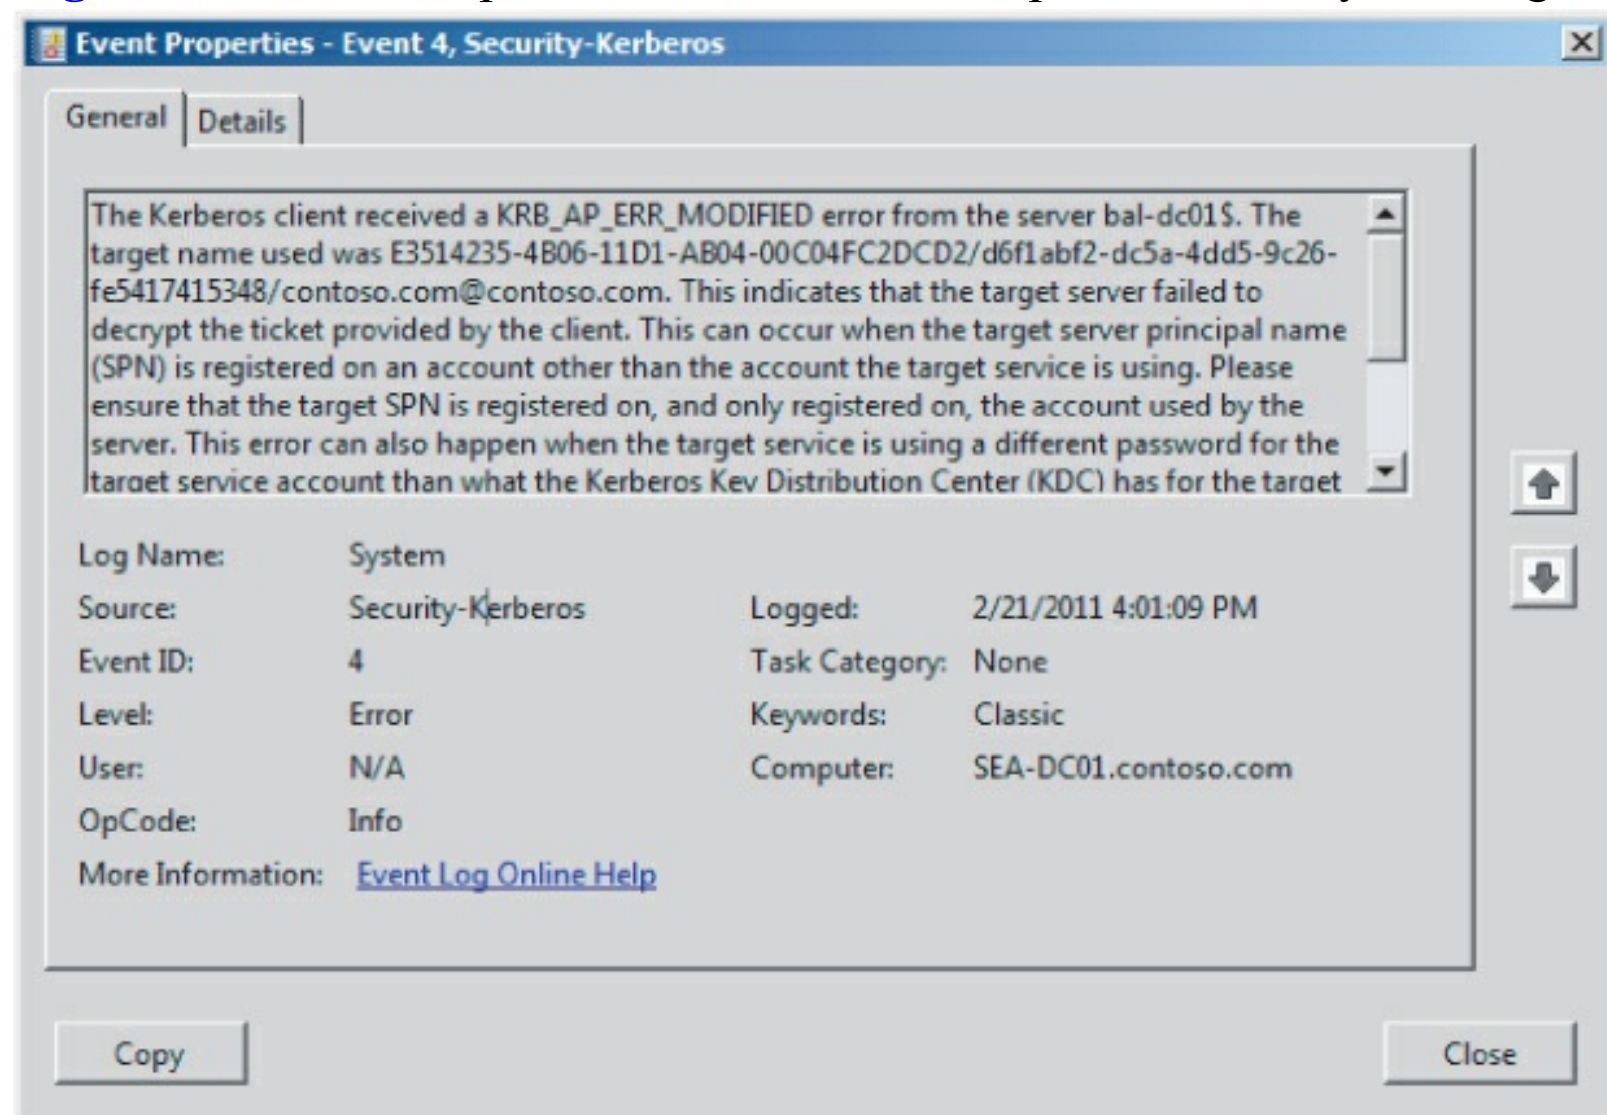 Event Properties - Event 4, Security-Kerberos
General Details
The Kerberos client received a KRB_AP_ERR_MODIFIED error from the server bal-dc01$. The
target name used was E3514235-4B06-11D1-AB04-00C04FC2DCD2/d6f1abf2-dc5a-4dd5-9c26-
fe5417415348/contoso.com@contoso.com. This indicates that the target server failed to
decrypt the ticket provided by the client. This can occur when the target server principal name
(SPN) is registered on an account other than the account the target service is using. Please
ensure that the target SPN is registered on, and only registered on, the account used by the
server. This error can also happen when the target service is using a different password for the
target service account than what the Kerberos Key Distribution Center (KDC) has for the target
Log Name: System
Source: Security-Kerberos Logged: 2/21/2011 4:01:09 PM
Event ID: 4 Task Category: None
Level: Error Keywords: Classic
User: N/A Computer: SEA-DC01.contoso.com
OpCode: Info
More Information: Event Log Online Help
Copy Close